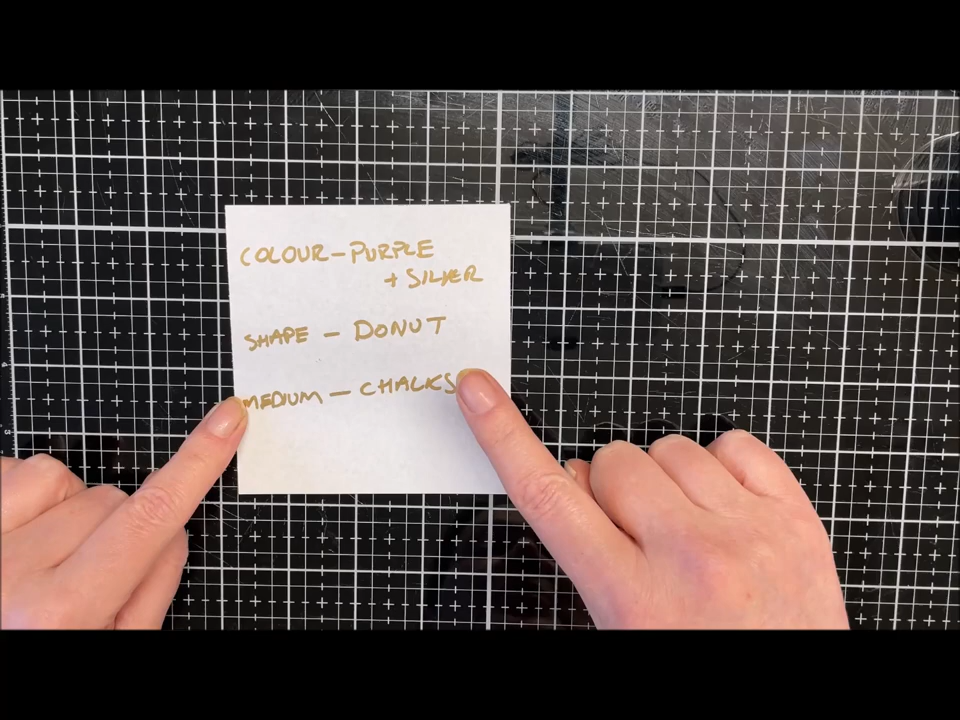 COLOUR - PURPLE
+ SILVER
SHAPE - DONUT
MEDIUM - CHALKS